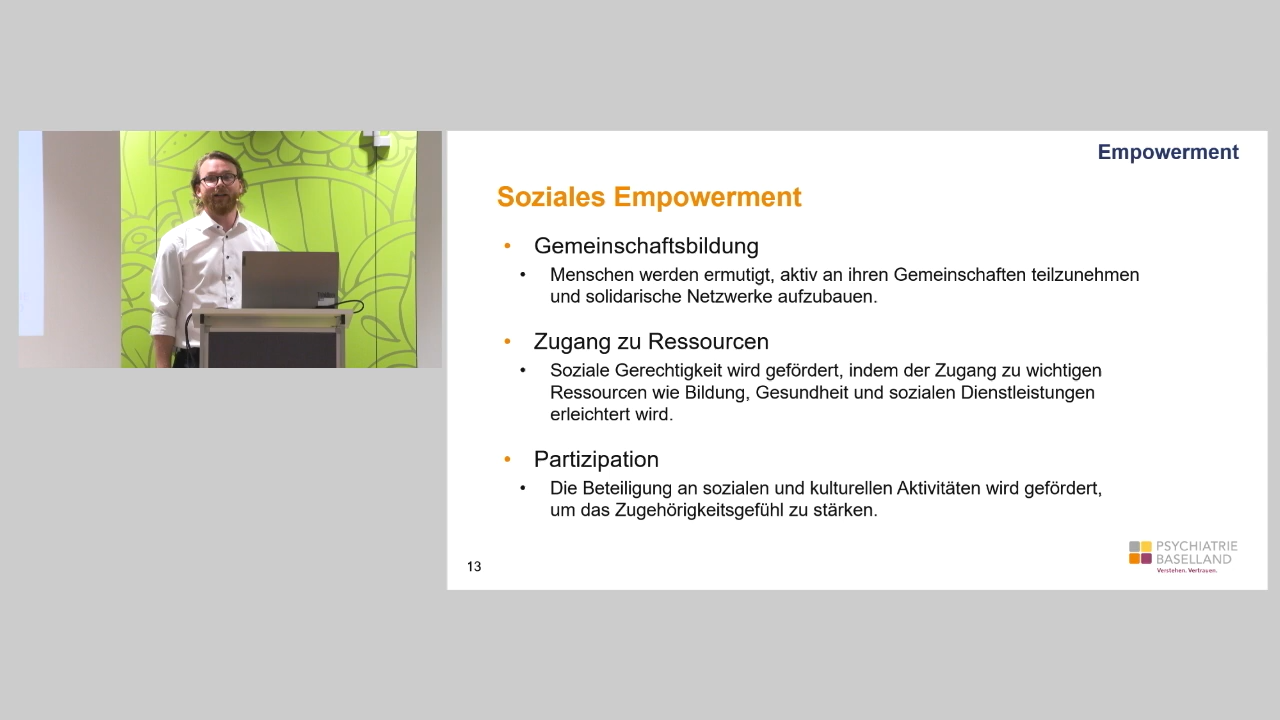 Empowerment
Soziales Empowerment
• Gemeinschaftsbildung
• Menschen werden ermutigt, aktiv an ihren Gemeinschaften teilzunehmen
und solidarische Netzwerke aufzubauen.
• Zugang zu Ressourcen
• Soziale Gerechtigkeit wird gefördert, indem der Zugang zu wichtigen
Ressourcen wie Bildung, Gesundheit und sozialen Dienstleistungen
erleichtert wird.
• Partizipation
• Die Beteiligung an sozialen und kulturellen Aktivitäten wird gefördert,
um das Zugehörigkeitsgefühl zu stärken.
13
PSYCHIATRIE
BASELLAND
Verstehen. Vertrauen.